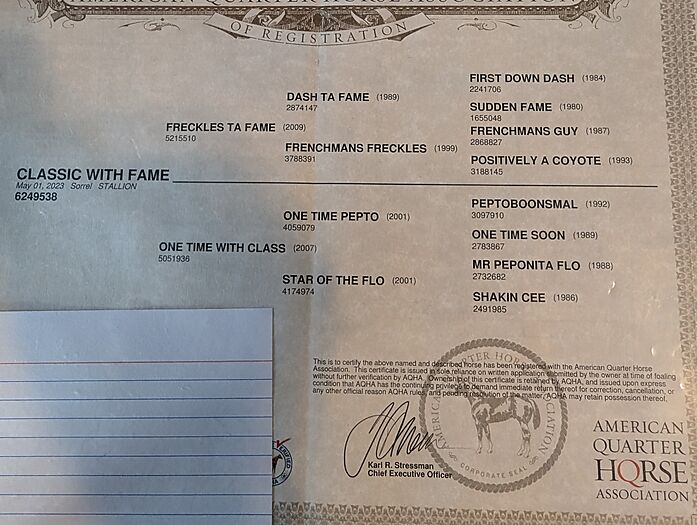 AMERICAN QUARTER HORSE ASSOCIATION
OF REGISTRATION
FIRST DOWN DASH (1984)
2241706
DASH TA FAME (1989)
2874147
SUDDEN FAME (1980)
1655048
FRECKLES TA FAME (2009)
5215510
FRENCHMANS GUY (1987)
2868827
FRENCHMANS FRECKLES (1999)
3788391
POSITIVELY A COYOTE (1993)
3188145
CLASSIC WITH FAME
May 01, 2023 Sorrel STALLION
6249538
PEPTOBOONSMAL (1992)
3097910
ONE TIME PEPTO (2001)
4059079
ONE TIME SOON (1989)
2783867
ONE TIME WITH CLASS (2007)
5051936
MR PEPONITA FLO (1988)
2732682
STAR OF THE FLO (2001)
4174974
SHAKIN CEE (1986)
2491985
This is to certify the above named and described horse has been registered with the American Quarter Horse
Association. This certificate is issued in sole reliance on written application submitted by the owner at time of foaling
without further verification by AQHA. Ownership of this certificate is retained by AQHA, and issued upon express
condition that AQHA has the continuing privilege to demand immediate return thereof for correction, cancellation, or
any other official reason AQHA rules and pending resolution of the matter, AQHA may retain possession thereof.
AMERICAN QUARTER HORSE ASSOCIATION
CORPORATE SEAL
Karl R. Stressman
Chief Executive Officer
AMERICAN
QUARTER
HORSE
ASSOCIATION